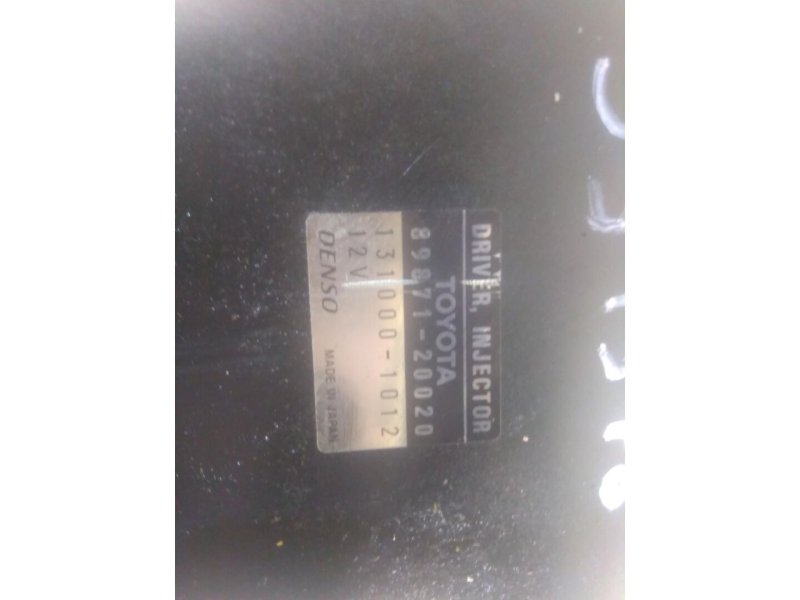 DRIVER, INJECTOR
TOYOTA
89871-20020
131000-1012
12V
DENSO MADE IN JAPAN